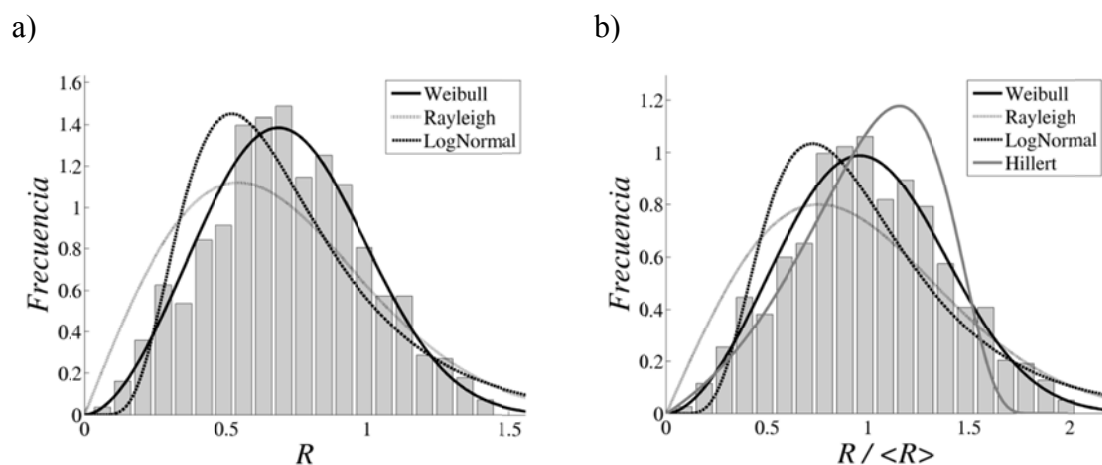 a)
Frecuencia
1.6
1.4
1.2
1
0.8
0.6
0.4
0.2
0
0
0.5
1
1.5
R
Weibull
Rayleigh
LogNormal
b)
Frecuencia
1.2
1
0.8
0.6
0.4
0.2
0
0
0.5
1
1.5
2
R / <R>
Weibull
Rayleigh
LogNormal
Hillert